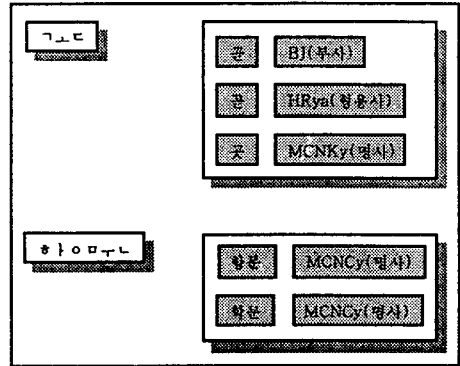 ㄱㅗㄷ
곧 BJ(부사)
곧 HRya(형용사)
곳 MCNKy(명사)
ㅎㅏㅇㅁㅜㄴ
항문 MCNCy(명사)
학문 MCNCy(명사)